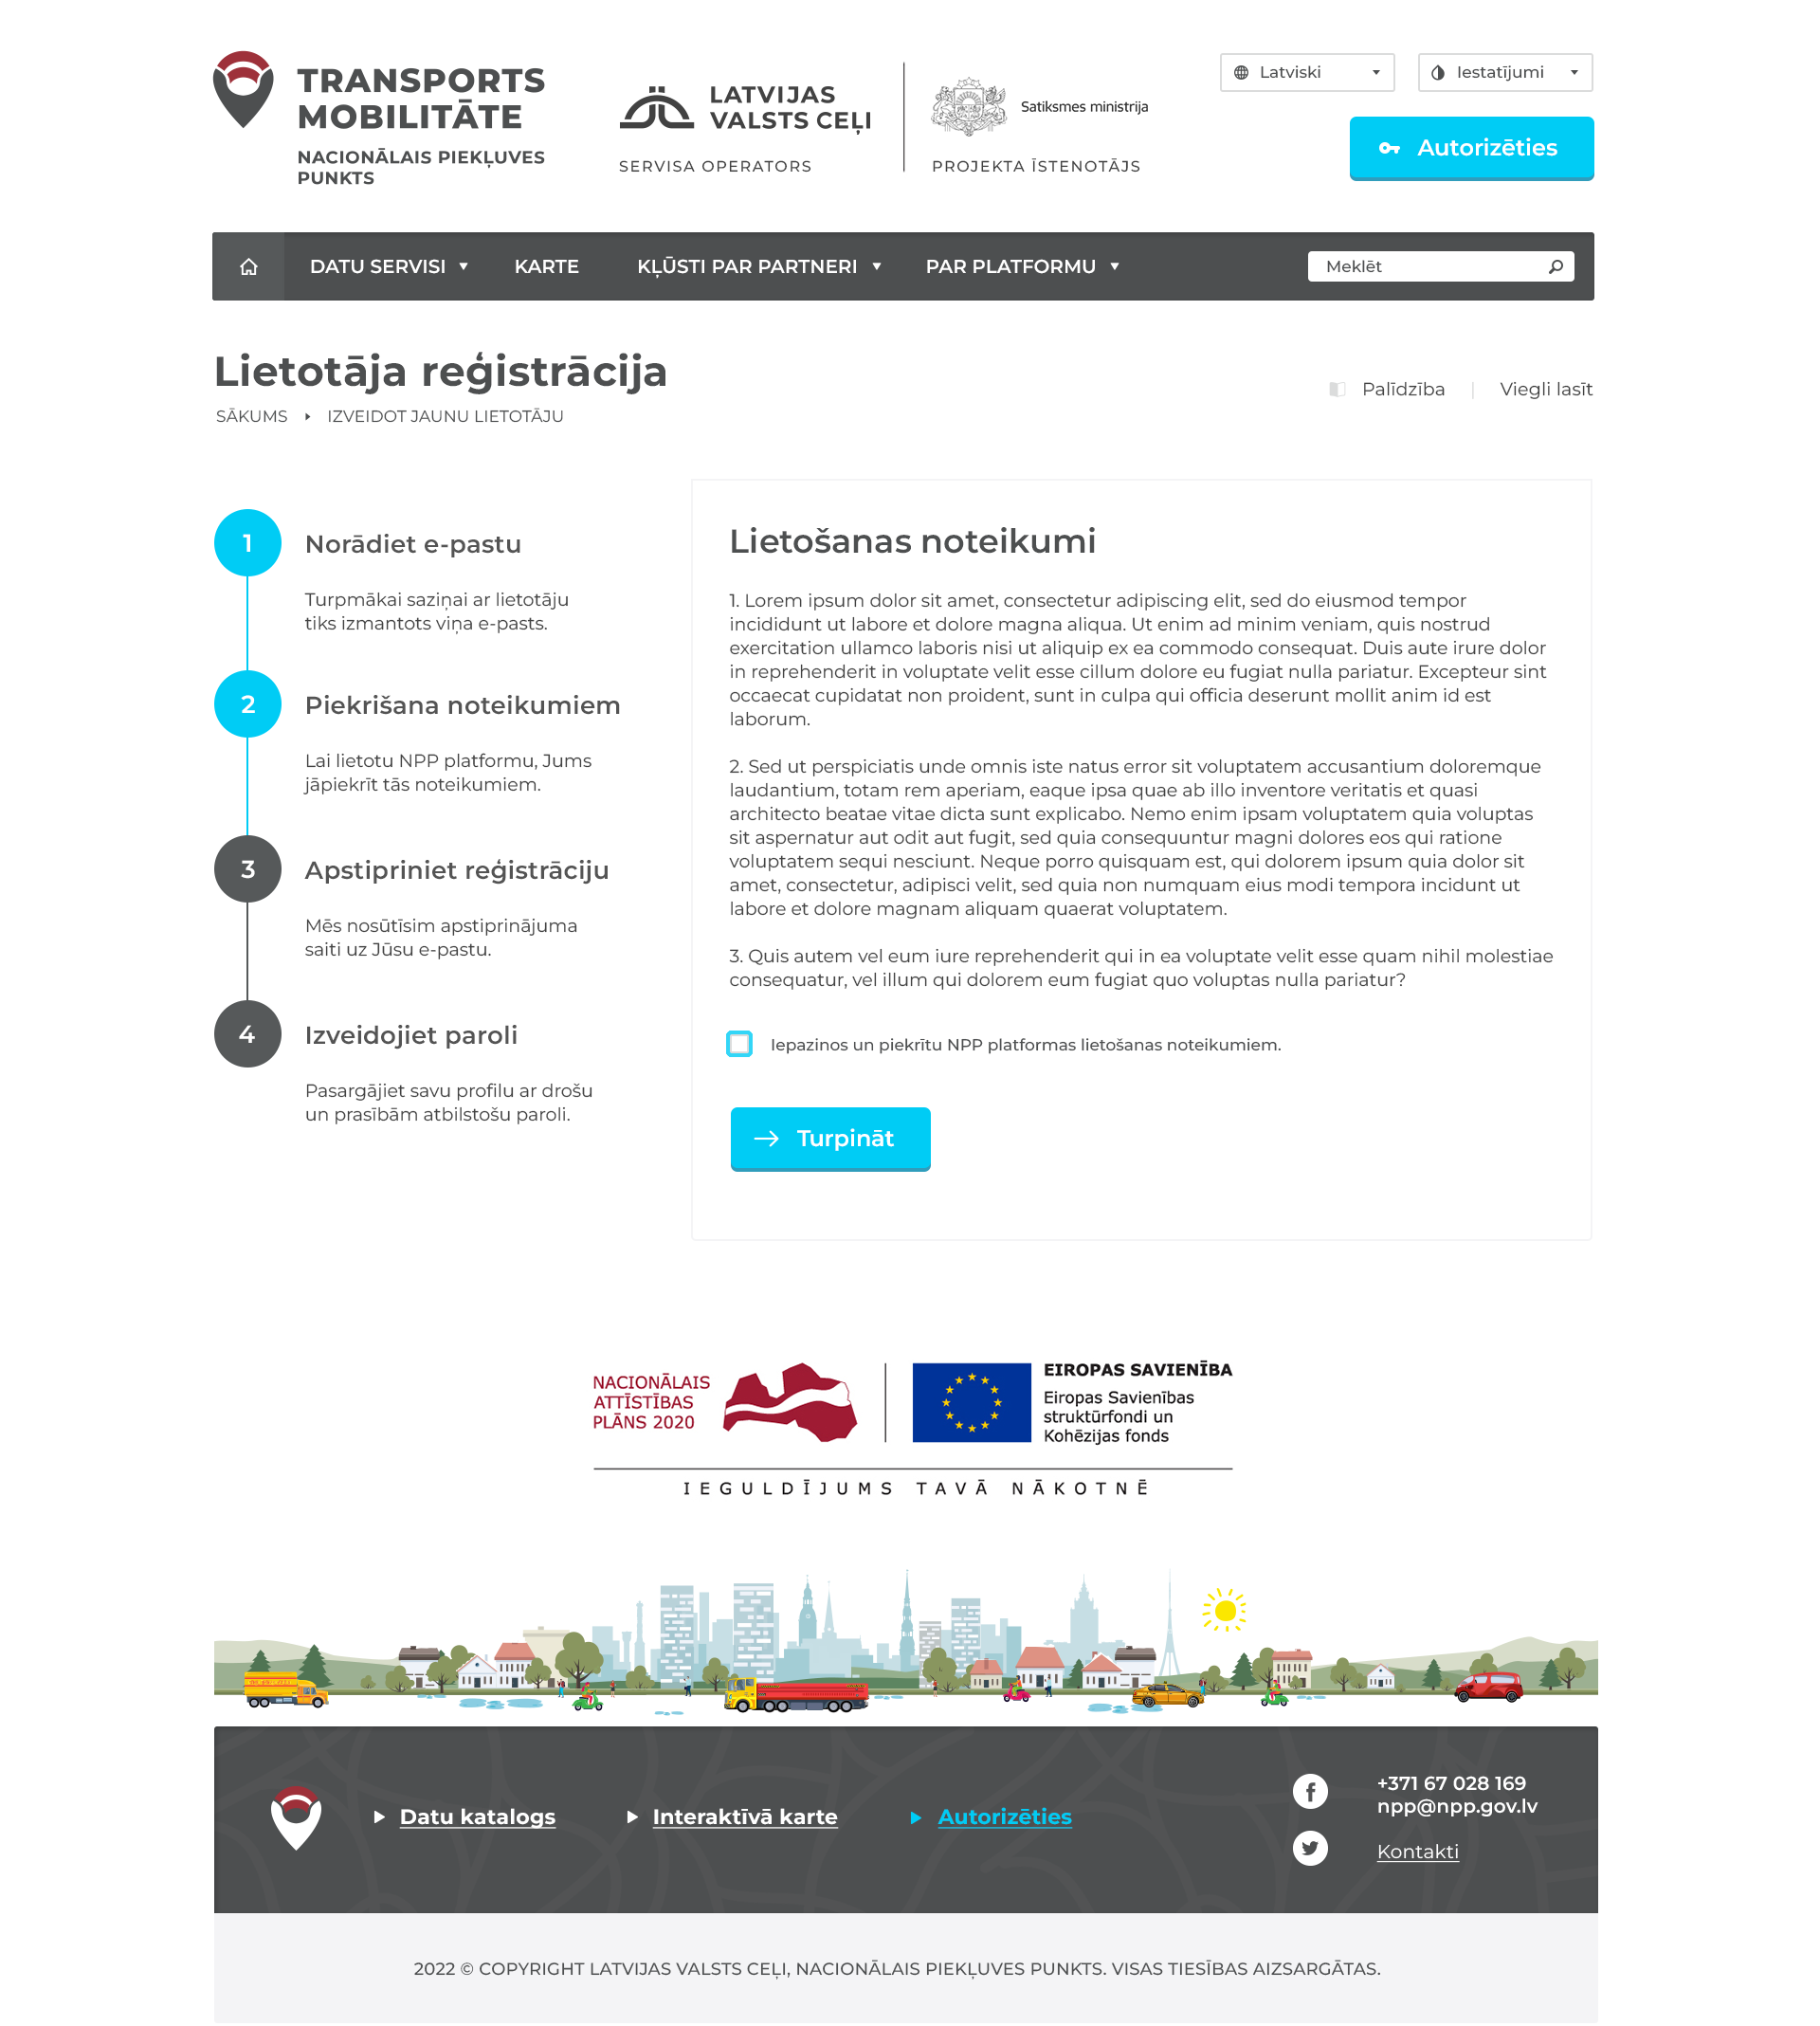 TRANSPORTS
MOBILITĀTE
NACIONĀLAIS PIEKĻUVES
PUNKTS
LATVIJAS
VALSTS CEĻI
SERVISA OPERATORS
Satiksmes ministrija
PROJEKTA ĪSTENOTĀJS
Latviski
Iestatījumi
Autorizēties
DATU SERVISI
KARTE
KĻŪSTI PAR PARTNERI
PAR PLATFORMU
Meklēt
Lietotāja reģistrācija
SĀKUMS
IZVEIDOT JAUNU LIETOTĀJU
Palīdzība
Viegli lasīt
1
Norādiet e-pastu
Turpmākai saziņai ar lietotāju
tiks izmantots viņa e-pasts.
2
Piekrišana noteikumiem
Lai lietotu NPP platformu, Jums
jāpiekrīt tās noteikumiem.
3
Apstipriniet reģistrāciju
Mēs nosūtīsim apstiprinājuma
saiti uz Jūsu e-pastu.
4
Izveidojiet paroli
Pasargājiet savu profilu ar drošu
un prasībām atbilstošu paroli.
Lietošanas noteikumi
1. Lorem ipsum dolor sit amet, consectetur adipiscing elit, sed do eiusmod tempor
incididunt ut labore et dolore magna aliqua. Ut enim ad minim veniam, quis nostrud
exercitation ullamco laboris nisi ut aliquip ex ea commodo consequat. Duis aute irure dolor
in reprehenderit in voluptate velit esse cillum dolore eu fugiat nulla pariatur. Excepteur sint
occaecat cupidatat non proident, sunt in culpa qui officia deserunt mollit anim id est
laborum.
2. Sed ut perspiciatis unde omnis iste natus error sit voluptatem accusantium doloremque
laudantium, totam rem aperiam, eaque ipsa quae ab illo inventore veritatis et quasi
architecto beatae vitae dicta sunt explicabo. Nemo enim ipsam voluptatem quia voluptas
sit aspernatur aut odit aut fugit, sed quia consequuntur magni dolores eos qui ratione
voluptatem sequi nesciunt. Neque porro quisquam est, qui dolorem ipsum quia dolor sit
amet, consectetur, adipisci velit, sed quia non numquam eius modi tempora incidunt ut
labore et dolore magnam aliquam quaerat voluptatem.
3. Quis autem vel eum iure reprehenderit qui in ea voluptate velit esse quam nihil molestiae
consequatur, vel illum qui dolorem eum fugiat quo voluptas nulla pariatur?
Iepazinos un piekrītu NPP platformas lietošanas noteikumiem.
Turpināt
NACIONĀLAIS
ATTĪSTĪBAS
PLĀNS 2020
EIROPAS SAVIENĪBA
Eiropas Savienības
struktūrfondi un
Kohēzijas fonds
IEGULDĪJUMS TAVĀ NĀKOTNĒ
Datu katalogs
Interaktīvā karte
Autorizēties
+371 67 028 169
npp@npp.gov.lv
Kontakti
2022 © COPYRIGHT LATVIJAS VALSTS CEĻI, NACIONĀLAIS PIEKĻUVES PUNKTS. VISAS TIESĪBAS AIZSARGĀTAS.